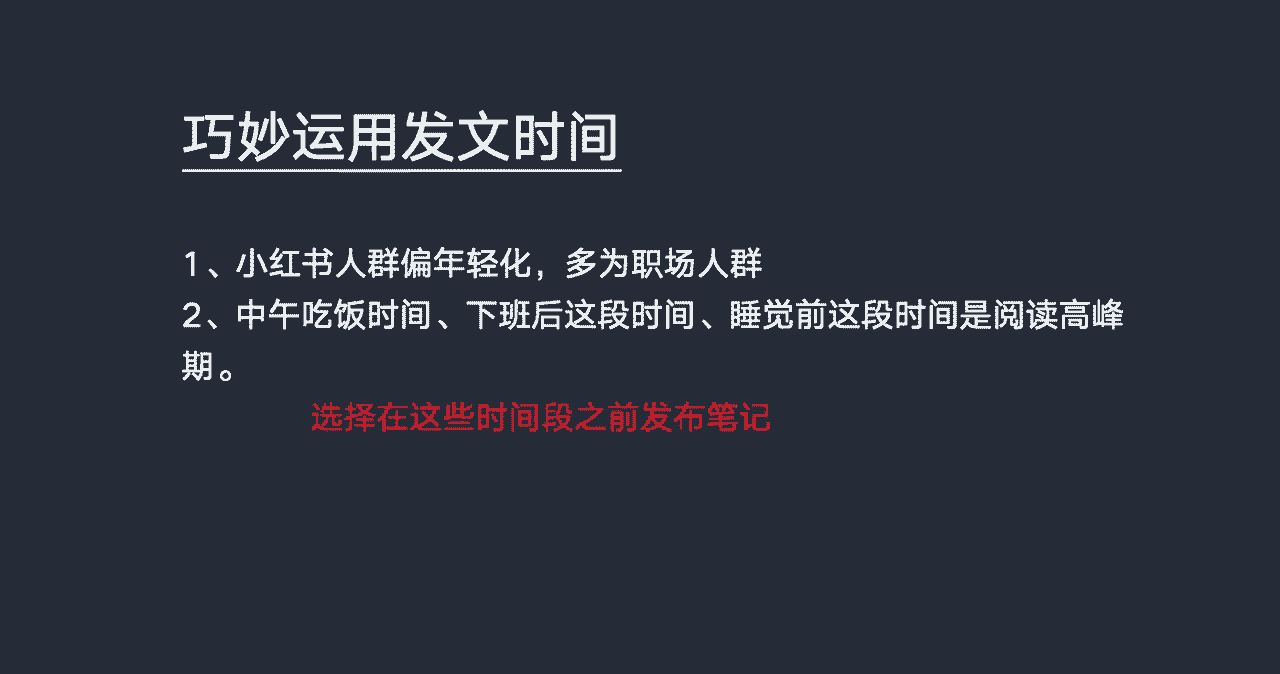 巧妙运用发文时间
1、小红书人群偏年轻化，多为职场人群
2、中午吃饭时间、下班后这段时间、睡觉前这段时间是阅读高峰
期。
选择在这些时间段之前发布笔记